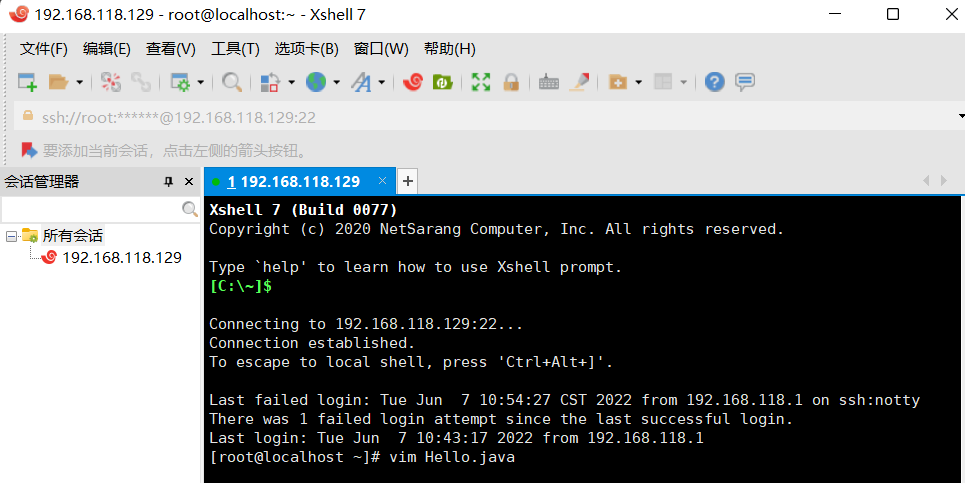 192.168.118.129 - root@localhost:~ - Xshell 7
文件(F) 编辑(E) 查看(V) 工具(T) 选项卡(B) 窗口(W) 帮助(H)
ssh://root:******@192.168.118.129:22
要添加当前会话，点击左侧的箭头按钮。
会话管理器
1 192.168.118.129
所有会话
192.168.118.129
Xshell 7 (Build 0077)
Copyright (c) 2020 NetSarang Computer, Inc. All rights reserved.
Type `help' to learn how to use Xshell prompt.
[C:\~]$
Connecting to 192.168.118.129:22...
Connection established.
To escape to local shell, press 'Ctrl+Alt+]'.
Last failed login: Tue Jun  7 10:54:27 CST 2022 from 192.168.118.1 on ssh:notty
There was 1 failed login attempt since the last successful login.
Last login: Tue Jun  7 10:43:17 2022 from 192.168.118.1
[root@localhost ~]# vim Hello.java